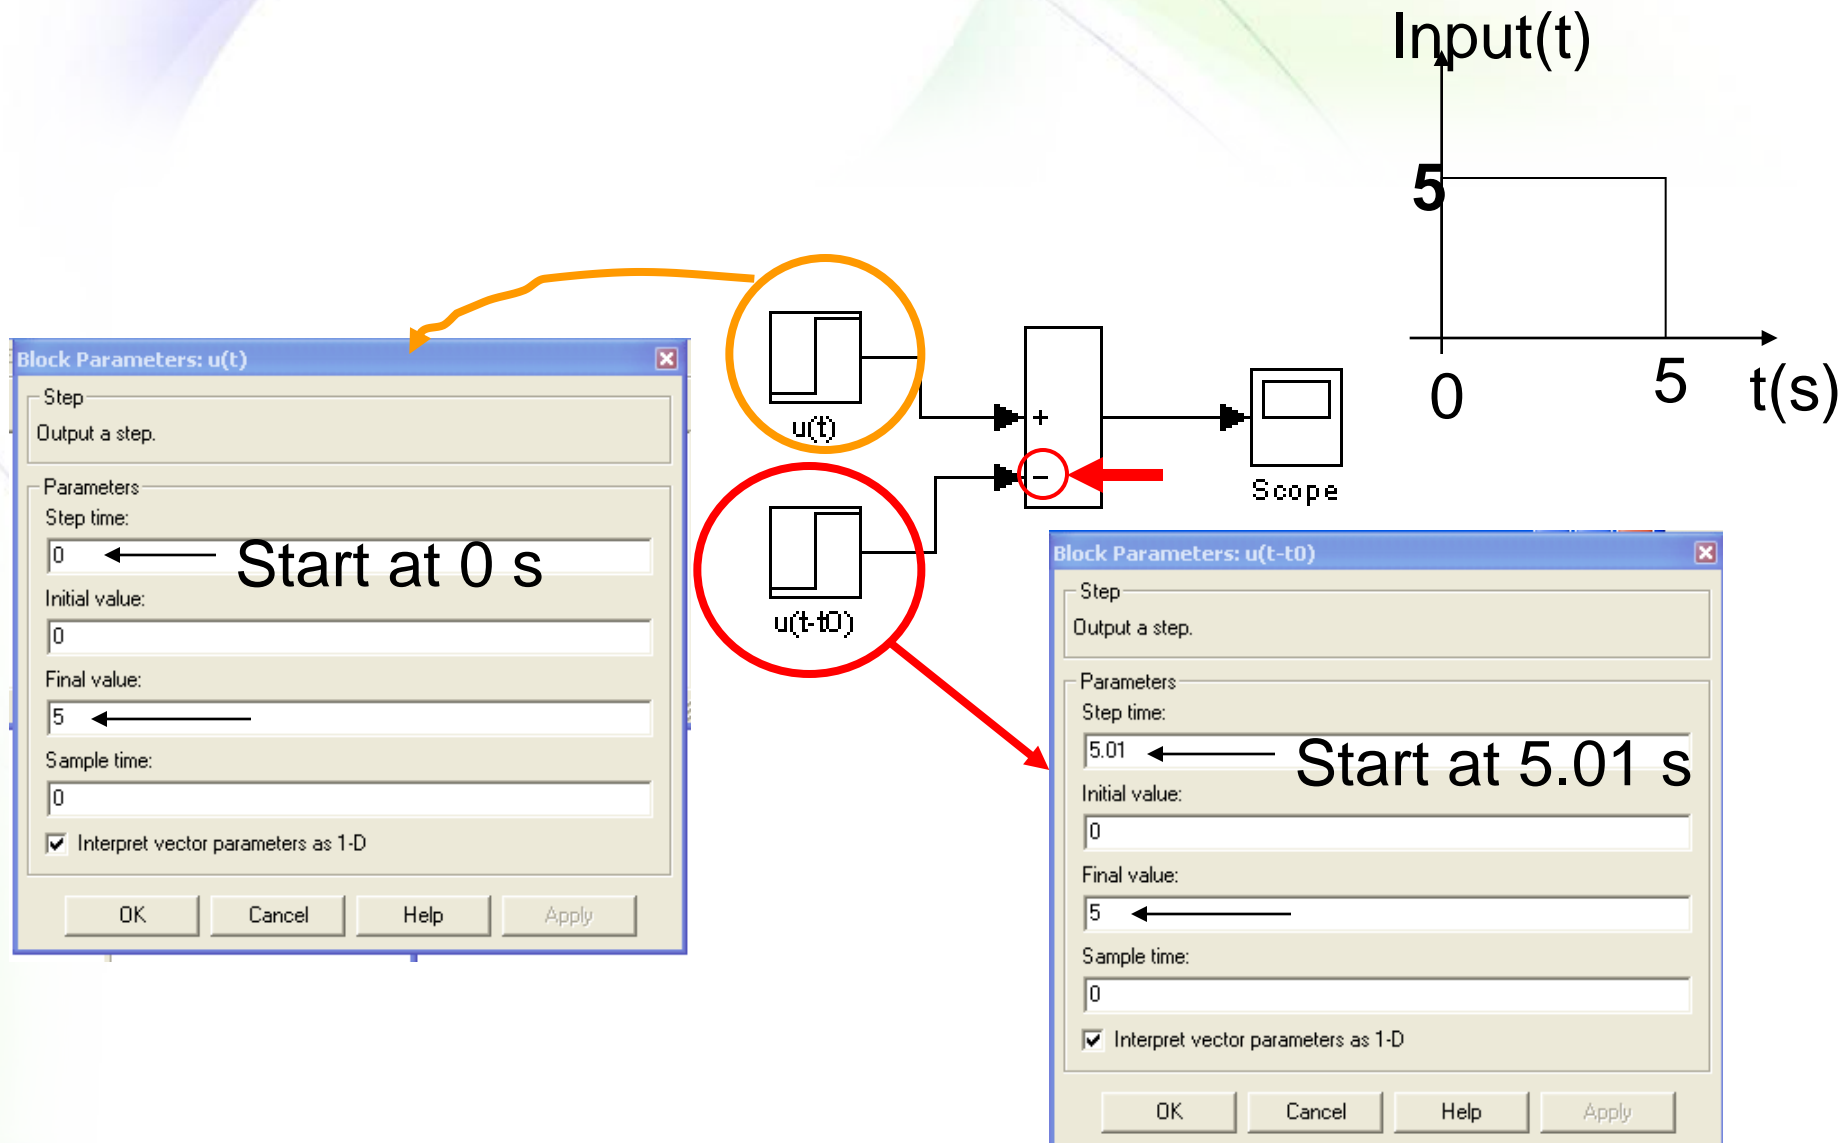 Input(t)
5
0
5
t(s)
u(t)
+
−
Scope
u(t-t0)
Block Parameters: u(t)
Step
Output a step.
Parameters
Step time:
0
Start at 0 s
Initial value:
0
Final value:
5
Sample time:
0
Interpret vector parameters as 1-D
OK Cancel Help Apply
Block Parameters: u(t-t0)
Step
Output a step.
Parameters
Step time:
5.01
Start at 5.01 s
Initial value:
0
Final value:
5
Sample time:
0
Interpret vector parameters as 1-D
OK Cancel Help Apply